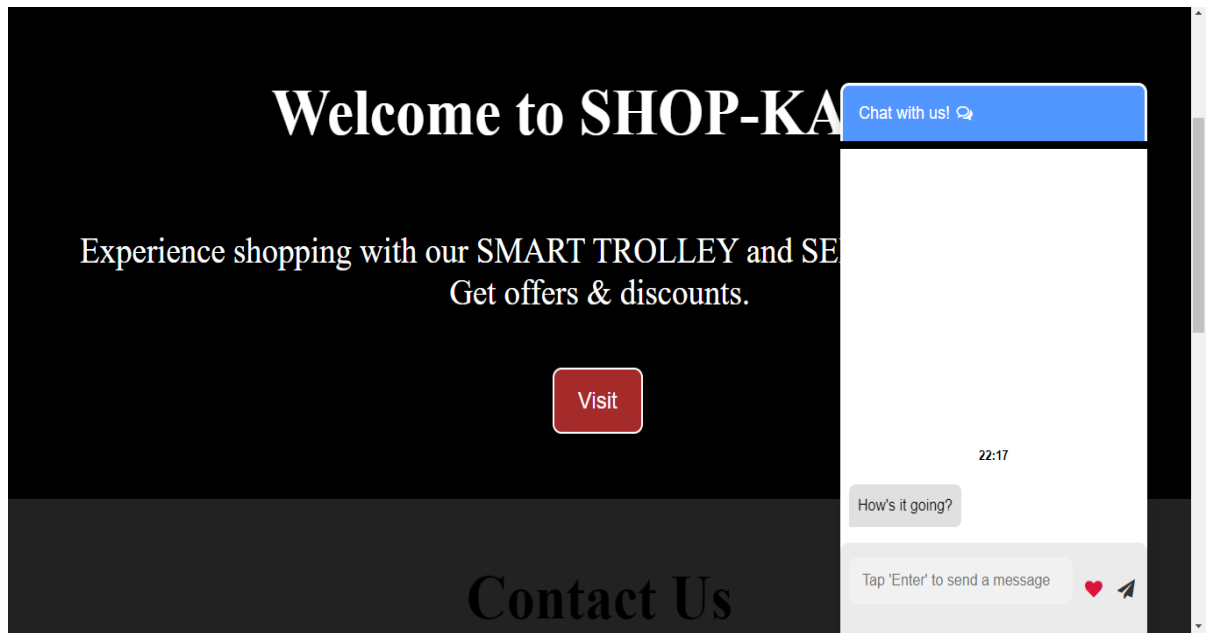 Welcome to SHOP-KA
Chat with us!
Experience shopping with our SMART TROLLEY and SE
Get offers & discounts.
Visit
22:17
How's it going?
Tap 'Enter' to send a message
Contact Us